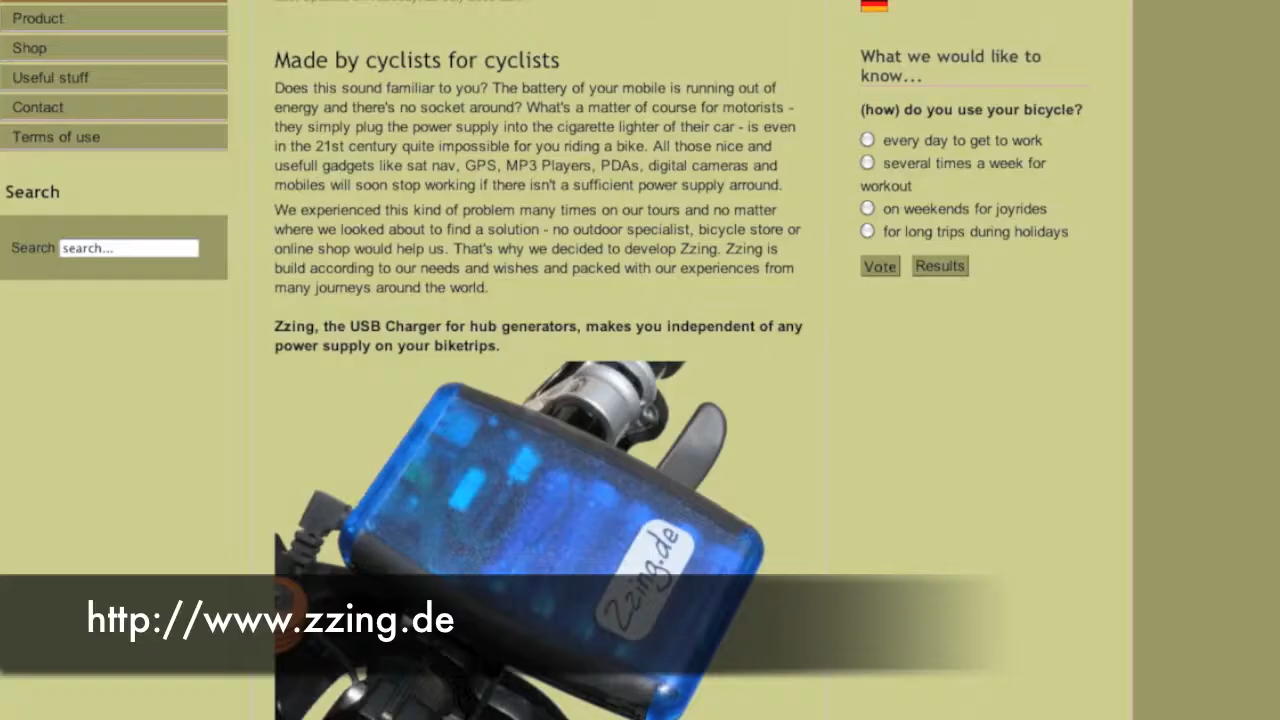 Product
Shop
Useful stuff
Contact
Terms of use
Search
Search search...
Made by cyclists for cyclists
Does this sound familiar to you? The battery of your mobile is running out of
energy and there's no socket around? What's a matter of course for motorists -
they simply plug the power supply into the cigarette lighter of their car - is even
in the 21st century quite impossible for you riding a bike. All those nice and
usefull gadgets like sat nav, GPS, MP3 Players, PDAs, digital cameras and
mobiles will soon stop working if there isn't a sufficient power supply arround.
We experienced this kind of problem many times on our tours and no matter
where we looked about to find a solution - no outdoor specialist, bicycle store or
online shop would help us. That's why we decided to develop Zzing. Zzing is
build according to our needs and wishes and packed with our experiences from
many journeys around the world.
Zzing, the USB Charger for hub generators, makes you independent of any
power supply on your biketrips.
Zzing.de
What we would like to
know...
(how) do you use your bicycle?
every day to get to work
several times a week for
workout
on weekends for joyrides
for long trips during holidays
Vote Results
http://www.zzing.de